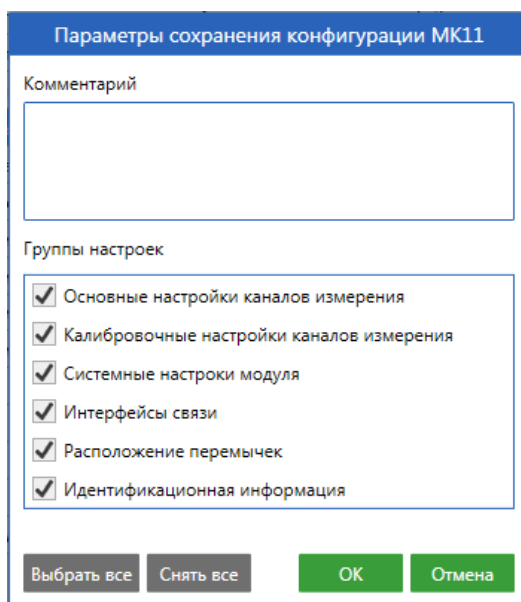 Параметры сохранения конфигурации МК11
Комментарий
Группы настроек
Основные настройки каналов измерения
Калибровочные настройки каналов измерения
Системные настроки модуля
Интерфейсы связи
Расположение перемычек
Идентификационная информация
Выбрать все Снять все OK Отмена